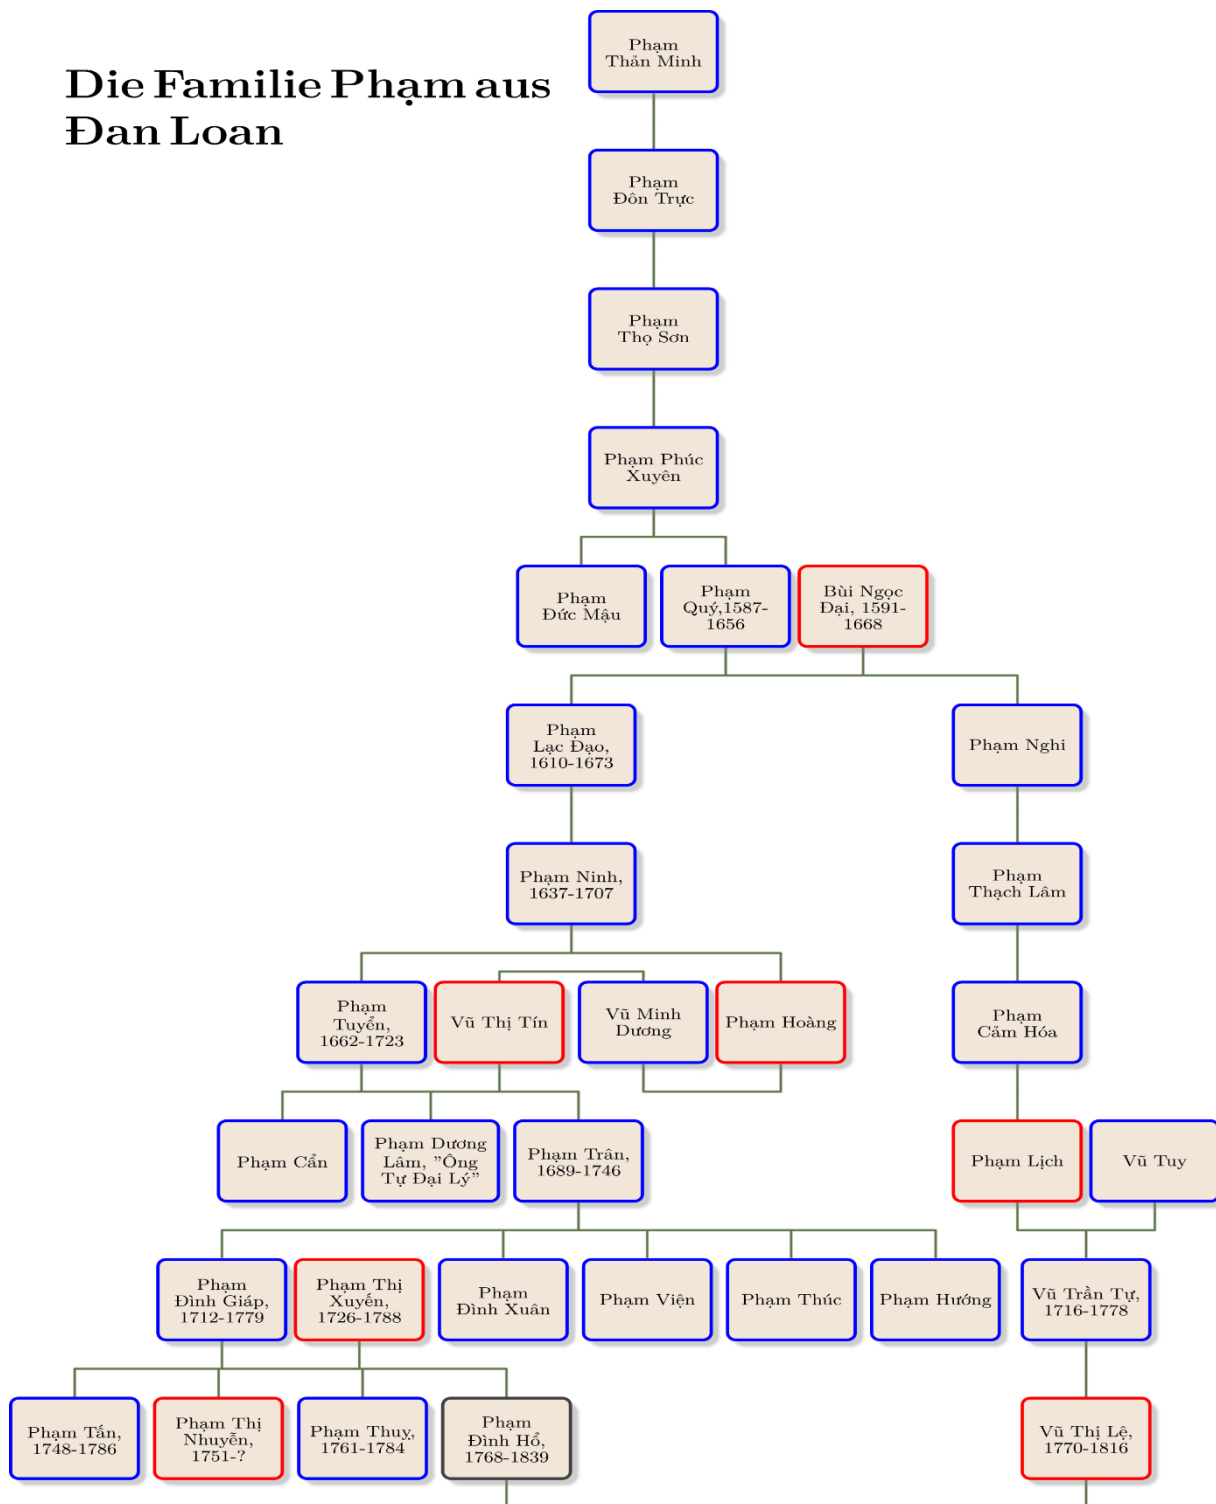 Die Familie Phạm aus
Đan Loan
Phạm
Thản Minh
Phạm
Đôn Trực
Phạm
Thọ Sơn
Phạm Phúc
Xuyên
Phạm
Đức Mậu
Phạm
Quý,1587-
1656
Bùi Ngọc
Đại, 1591-
1668
Phạm
Lạc Đạo,
1610-1673
Phạm Nghi
Phạm Ninh,
1637-1707
Phạm
Thạch Lâm
Phạm
Tuyển,
1662-1723
Vũ Thị Tín
Vũ Minh
Dương
Phạm Hoàng
Phạm
Cảm Hóa
Phạm Cẩn
Phạm Dương
Lâm, ”Ông
Tự Đại Lý”
Phạm Trân,
1689-1746
Phạm Lịch
Vũ Tuy
Phạm
Đình Giáp,
1712-1779
Phạm Thị
Xuyến,
1726-1788
Phạm
Đình Xuân
Phạm Viện
Phạm Thúc
Phạm Hướng
Vũ Trần Tự,
1716-1778
Phạm Tấn,
1748-1786
Phạm Thị
Nhuyễn,
1751-?
Phạm Thuỵ,
1761-1784
Phạm
Đình Hổ,
1768-1839
Vũ Thị Lệ,
1770-1816